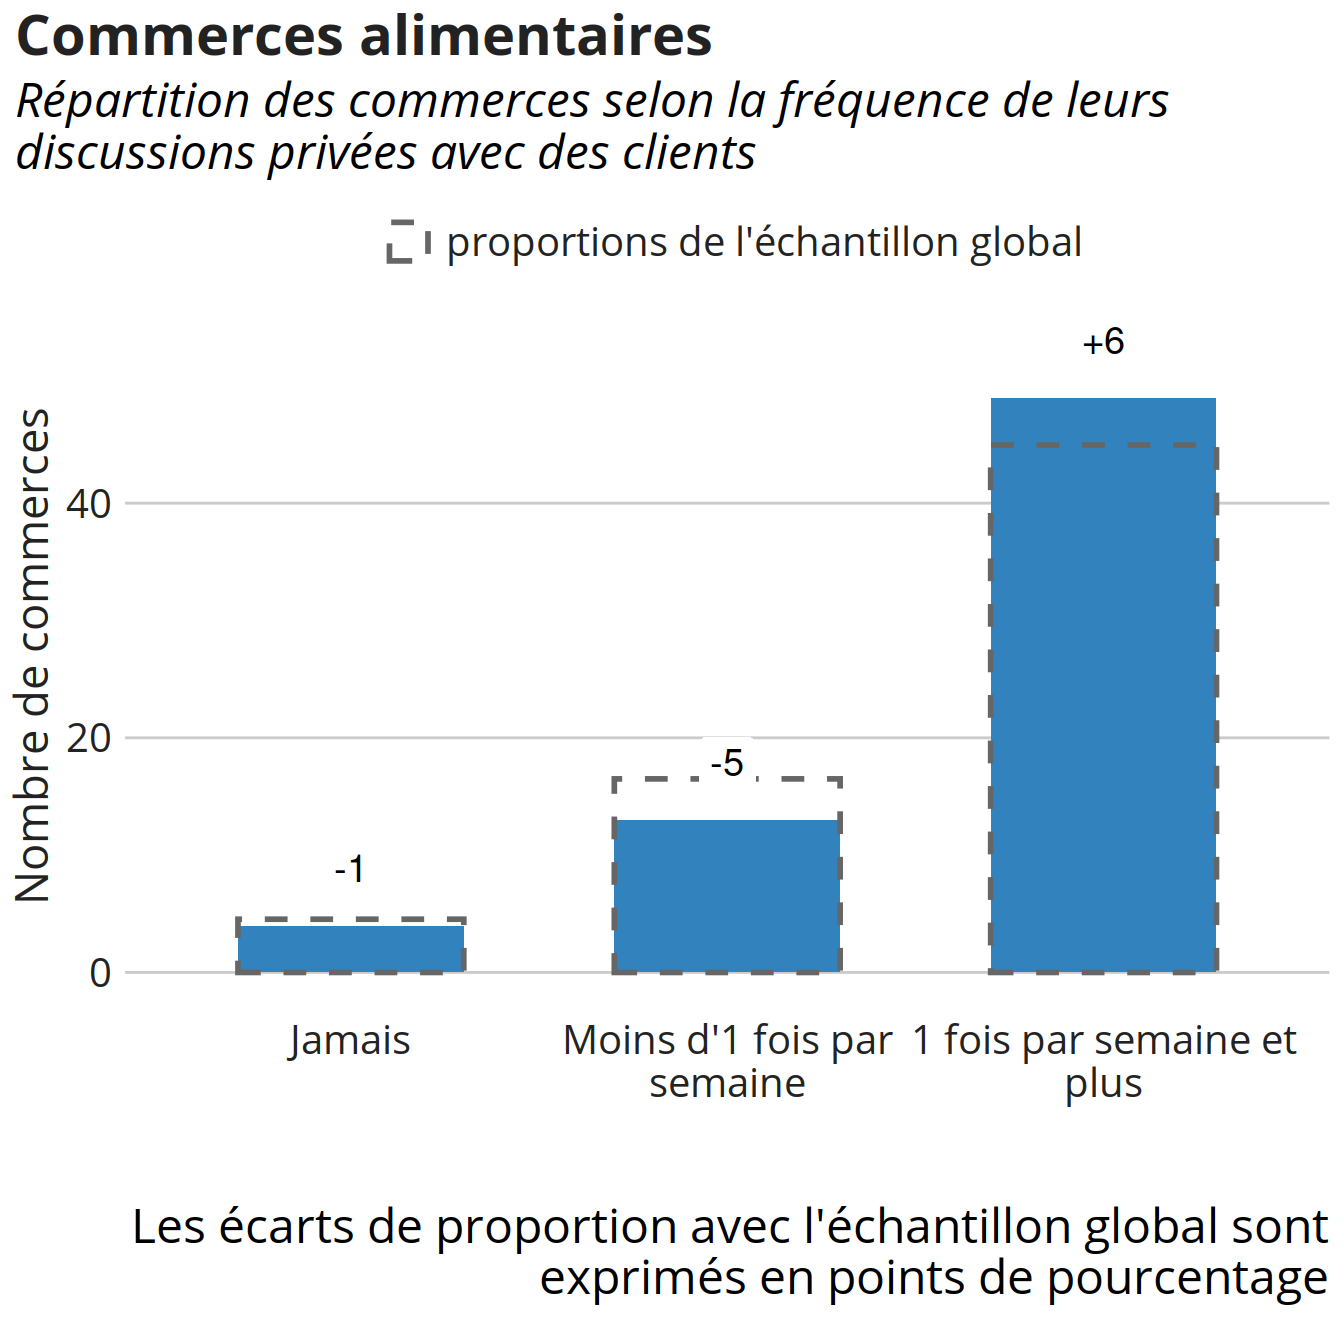 Commerces alimentaires
Répartition des commerces selon la fréquence de leurs
discussions privées avec des clients
proportions de l'échantillon global
Nombre de commerces
40
20
0
-1
-5
+6
Jamais
Moins d'1 fois par
semaine
1 fois par semaine et
plus
Les écarts de proportion avec l'échantillon global sont
exprimés en points de pourcentage